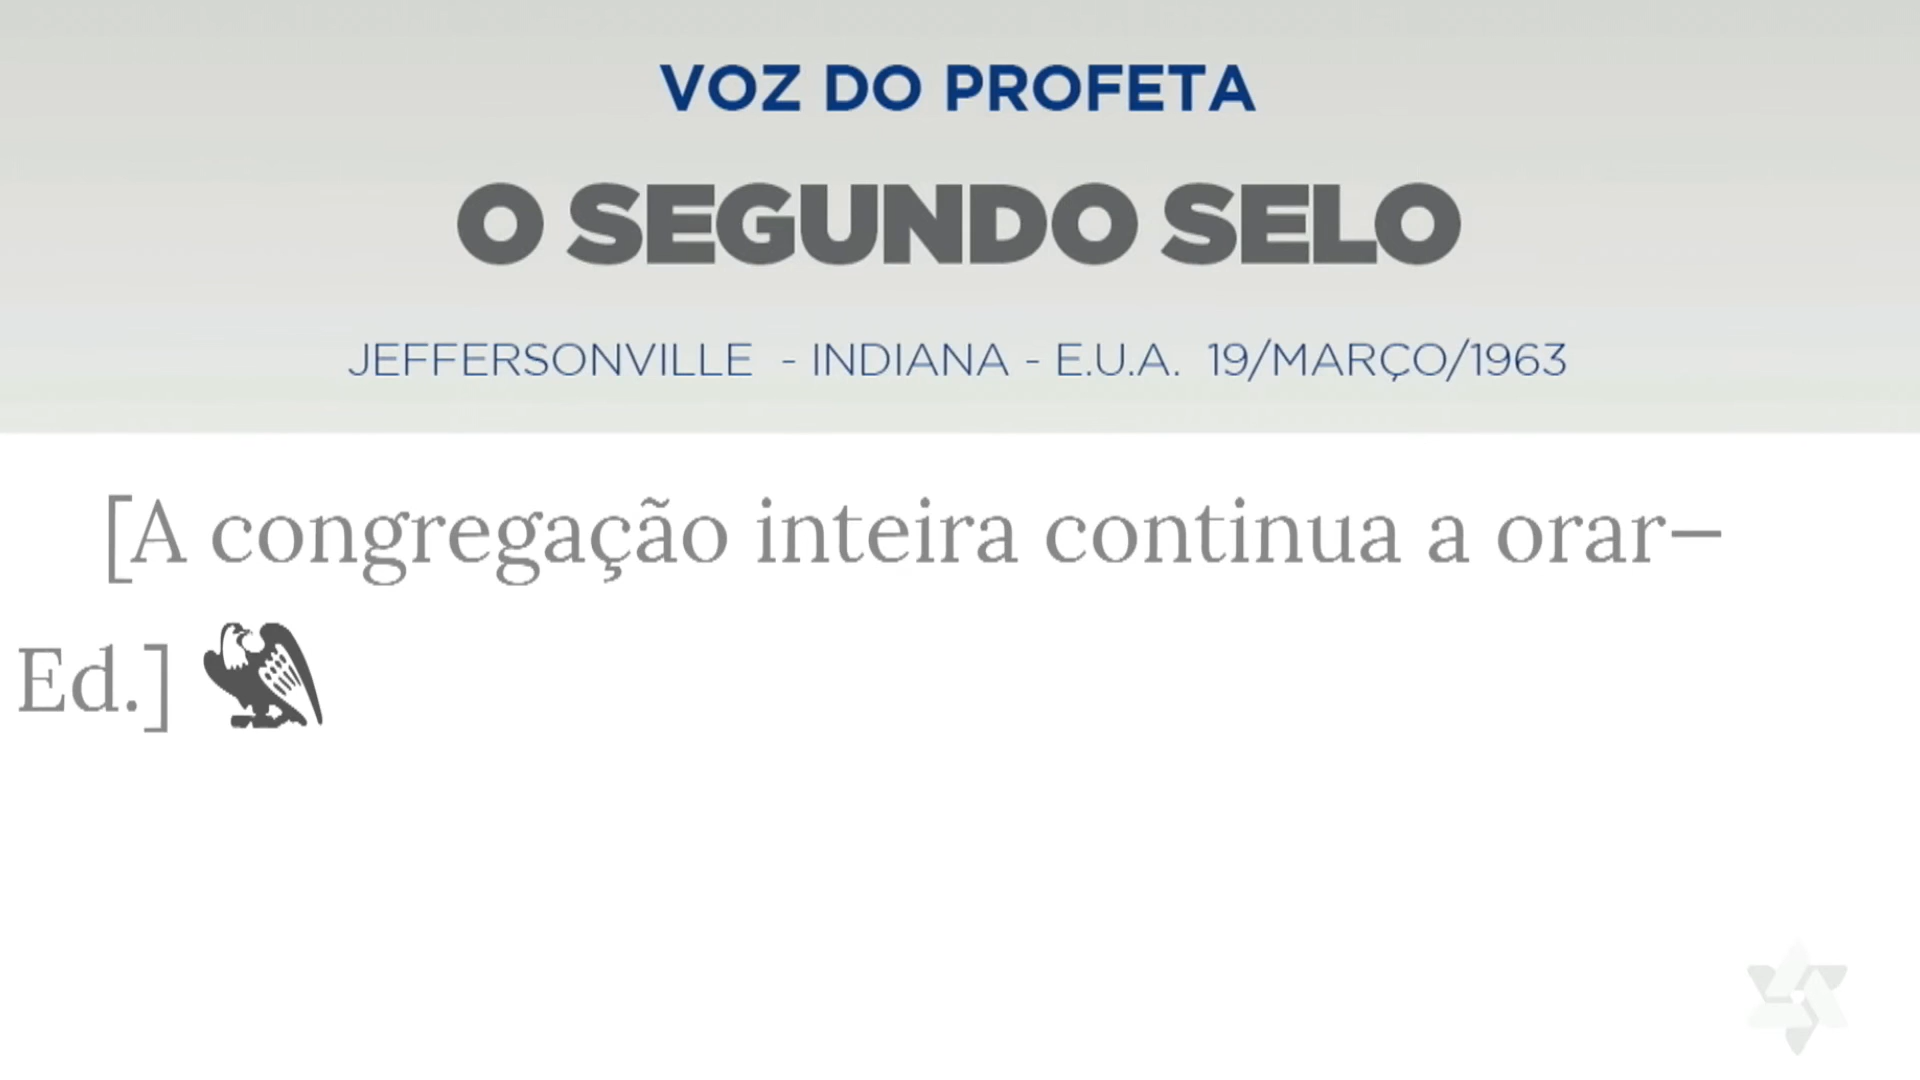 VOZ DO PROFETA
O SEGUNDO SELO
JEFFERSONVILLE - INDIANA - E.U.A. 19/MARÇO/1963
[A congregação inteira continua a orar—
Ed.]